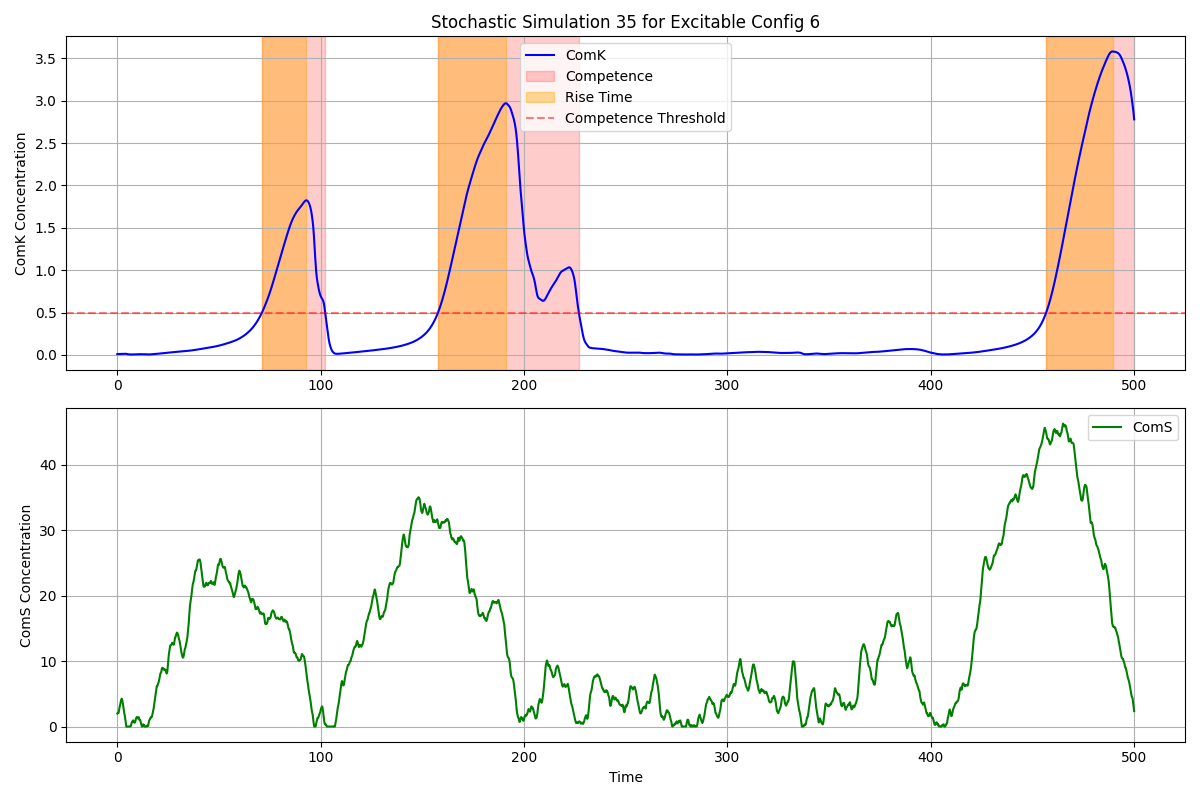 Stochastic Simulation 35 for Excitable Config 6
ComK Concentration
3.5
3.0
2.5
2.0
1.5
1.0
0.5
0.0
ComK
Competence
Rise Time
Competence Threshold
0 100 200 300 400 500
ComS Concentration
40
30
20
10
0
ComS
0 100 200 300 400 500
Time